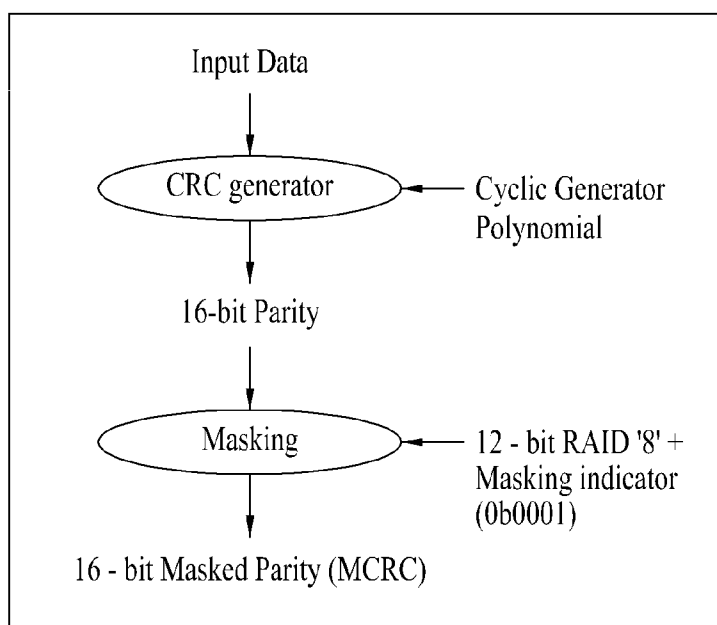 Input Data
CRC generator
Cyclic Generator
Polynomial
16-bit Parity
Masking
12 - bit RAID '8' +
Masking indicator
(0b0001)
16 - bit Masked Parity (MCRC)